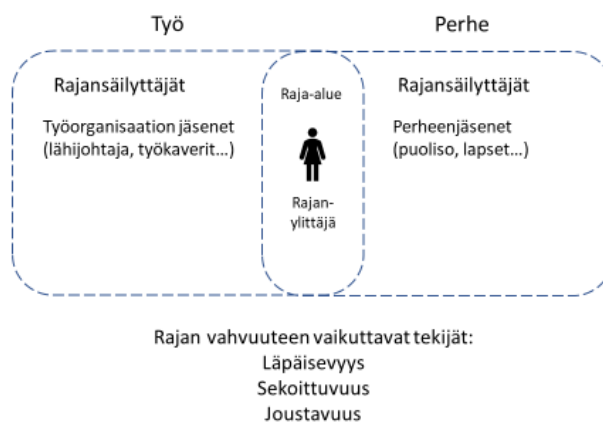 Työ
Perhe
Rajansäilyttäjät
Työorganisaation jäsenet
(lähijohtaja, työkaverit...)
Raja-alue
Rajan-
ylittäjä
Rajansäilyttäjät
Perheenjäsenet
(puoliso, lapset...)
Rajan vahvuuteen vaikuttavat tekijät:
Läpäisevyys
Sekoittuvuus
Joustavuus